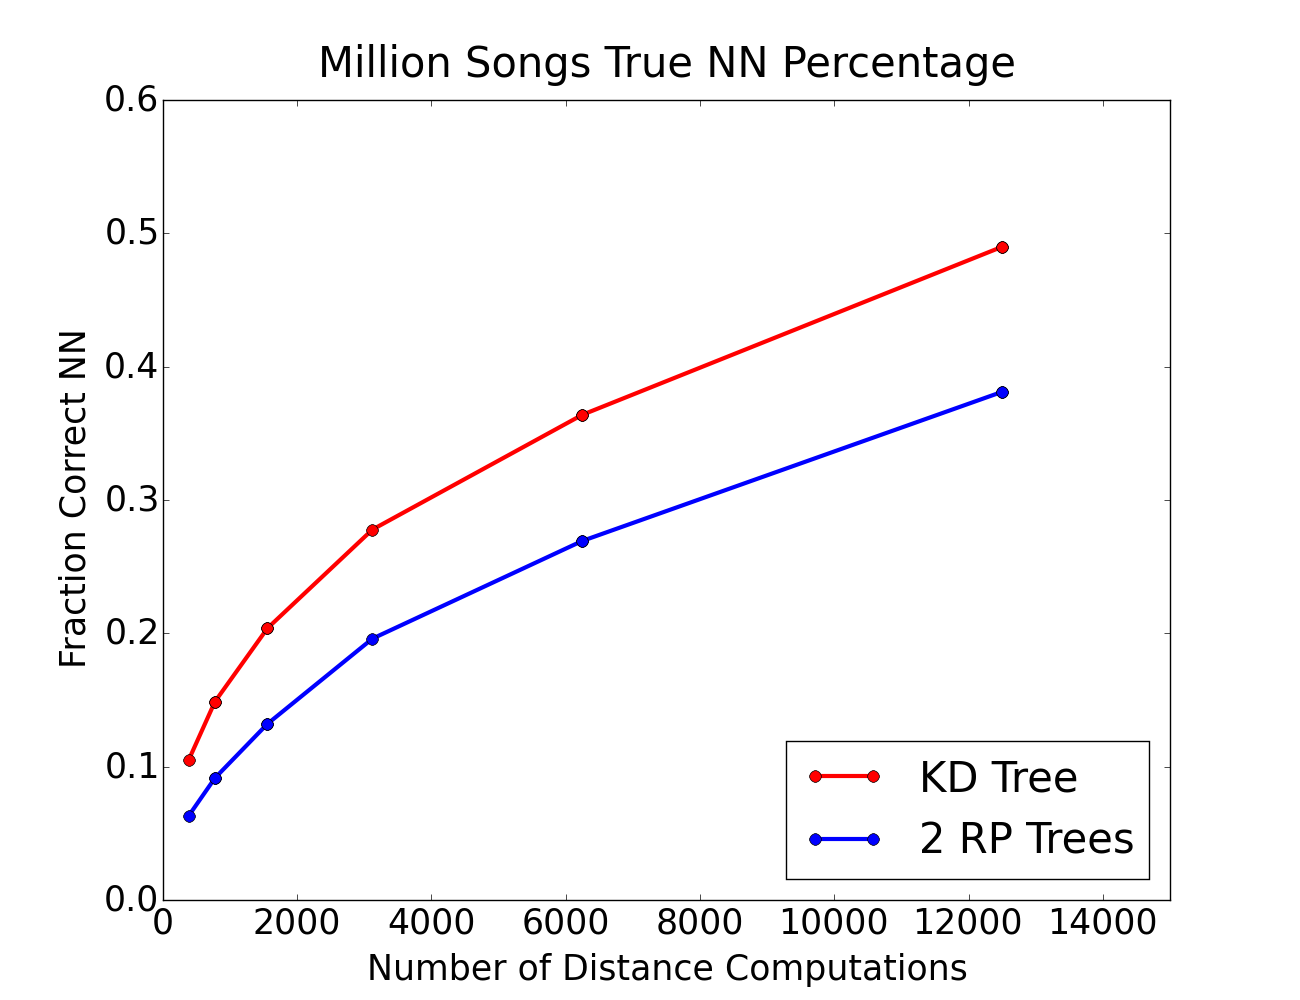 Million Songs True NN Percentage
0.6
0.5
0.4
0.3
0.2
0.1
0.0
Fraction Correct NN
KD Tree
2 RP Trees
0 2000 4000 6000 8000 10000 12000 14000
Number of Distance Computations